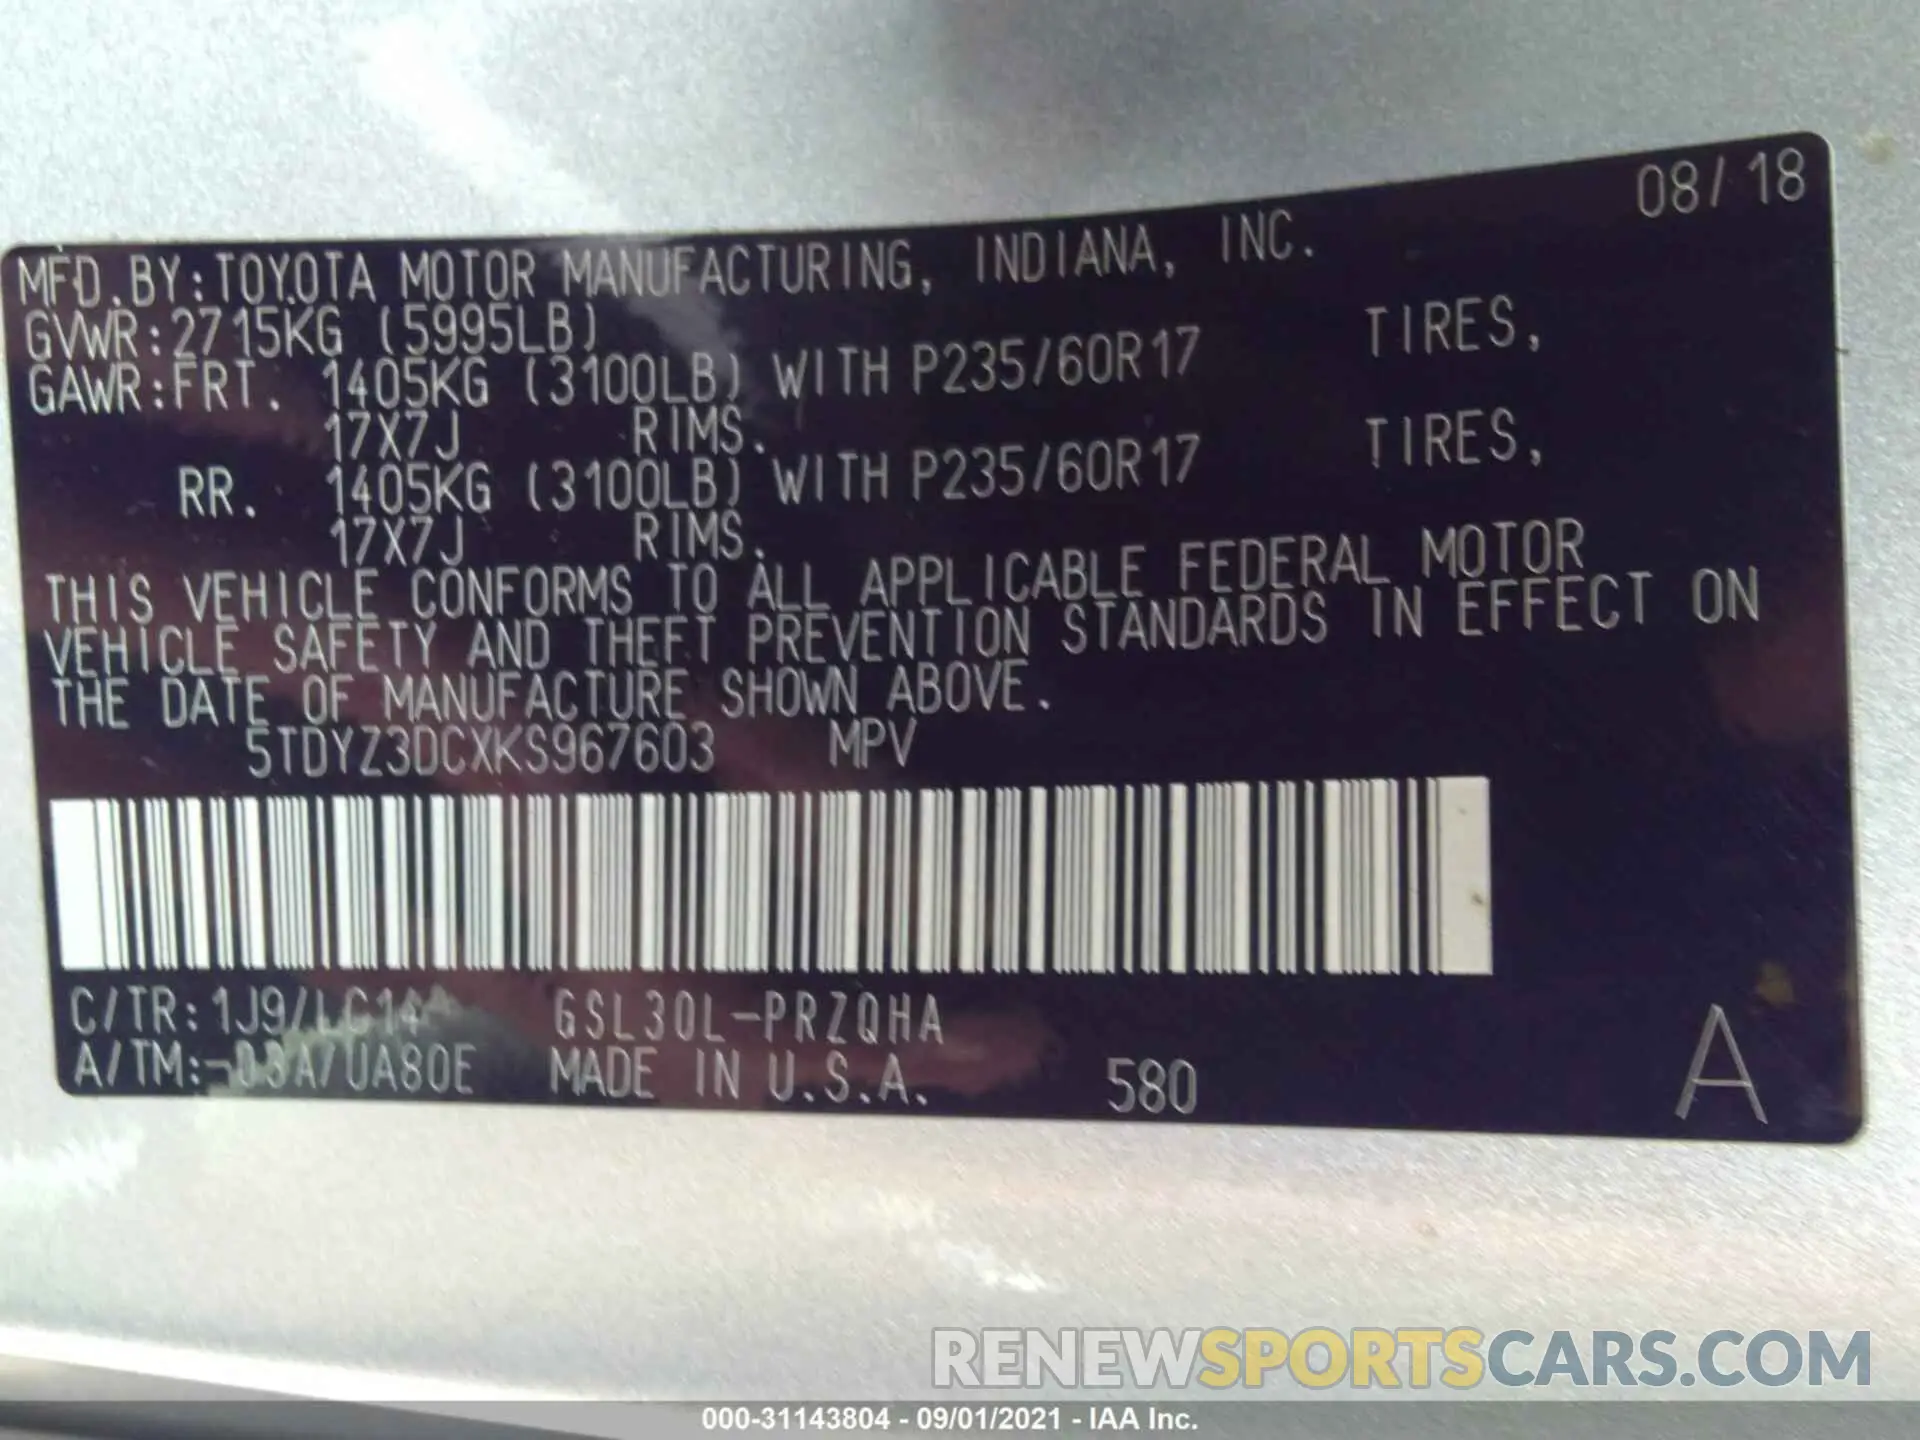 08/18
MFD.BY:TOYOTA MOTOR MANUFACTURING, INDIANA, INC.
GVWR:2715KG (5995LB)
GAWR:FRT. 1405KG (3100LB) WITH P235/60R17 TIRES,
17X7J RIMS.
RR. 1405KG (3100LB) WITH P235/60R17 TIRES,
17X7J RIMS.
THIS VEHICLE CONFORMS TO ALL APPLICABLE FEDERAL MOTOR
VEHICLE SAFETY AND THEFT PREVENTION STANDARDS IN EFFECT ON
THE DATE OF MANUFACTURE SHOWN ABOVE.
5TDYZ3DCXKS967603 MPV
C/TR:1J9/LC14 GSL30L-PRZQHA
A/TM:-03A/UA80E MADE IN U.S.A. 580
A
RENEWSPORTSCARS.COM
000-31143804 - 09/01/2021 - IAA Inc.